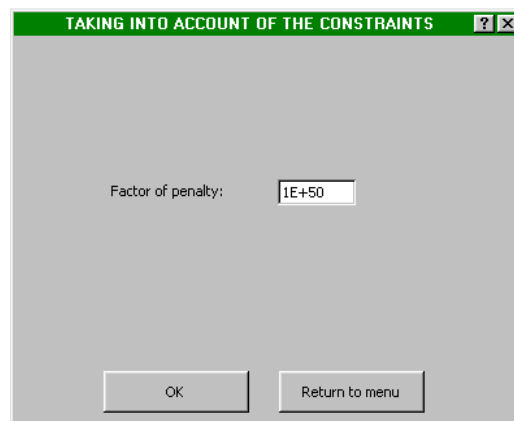 TAKING INTO ACCOUNT OF THE CONSTRAINTS ? ×
Factor of penalty: 1E+50
OK Return to menu